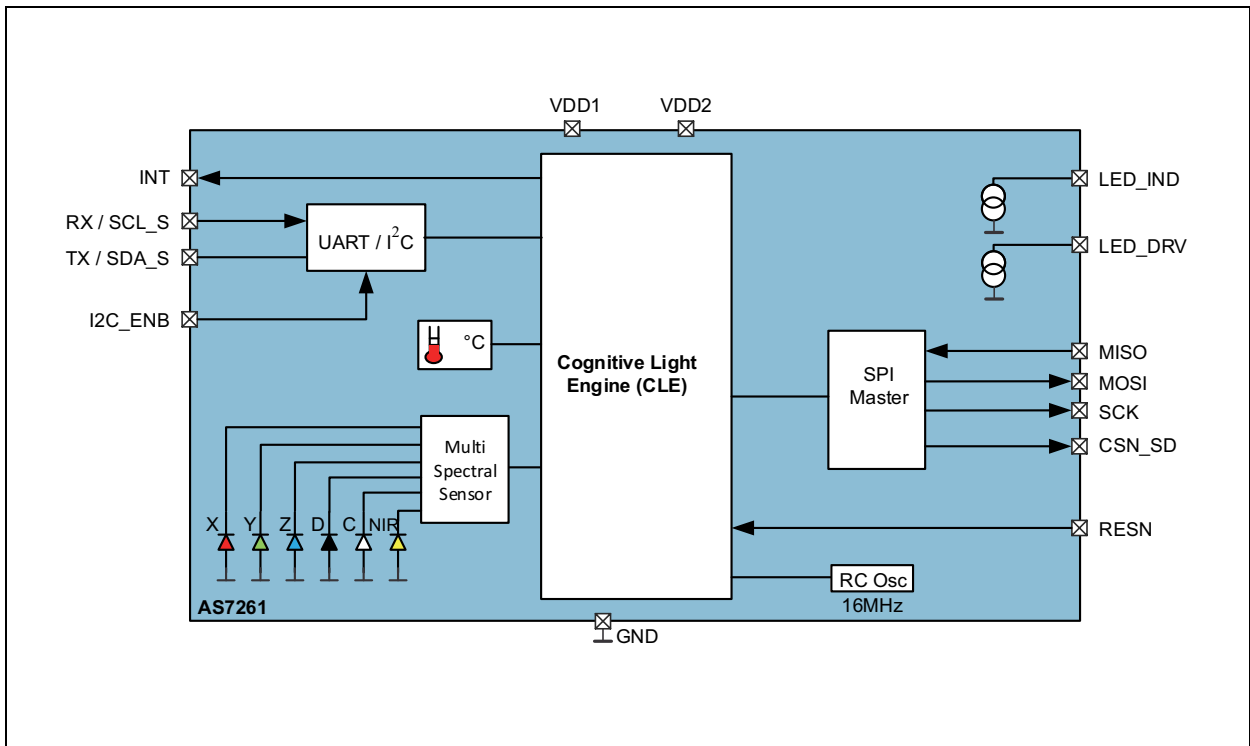 VDD1
VDD2
INT
RX / SCL_S
TX / SDA_S
I2C_ENB
UART / I²C
°C
Cognitive Light
Engine (CLE)
Multi
Spectral
Sensor
X Y Z D C NIR
AS7261
LED_IND
LED_DRV
SPI
Master
MISO
MOSI
SCK
CSN_SD
RESN
RC Osc
16MHz
GND